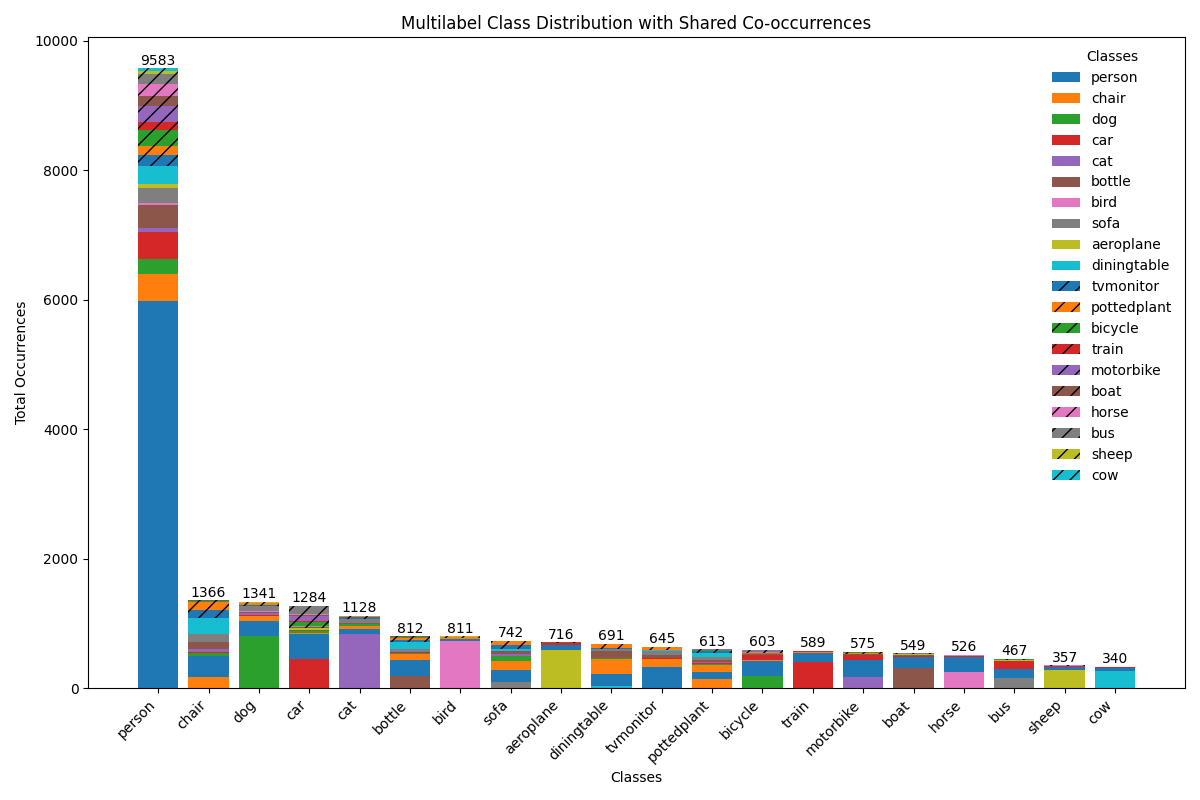 Multilabel Class Distribution with Shared Co-occurrences
Total Occurrences
10000
8000
6000
4000
2000
0
9583
1366
1341
1284
1128
812
811
742
716
691
645
613
603
589
575
549
526
467
357
340
Classes
person
chair
dog
car
cat
bottle
bird
sofa
aeroplane
diningtable
tvmonitor
pottedplant
bicycle
train
motorbike
boat
horse
bus
sheep
cow
person
chair
dog
car
cat
bottle
bird
sofa
aeroplane
diningtable
tvmonitor
pottedplant
bicycle
train
motorbike
boat
horse
bus
sheep
cow
Classes